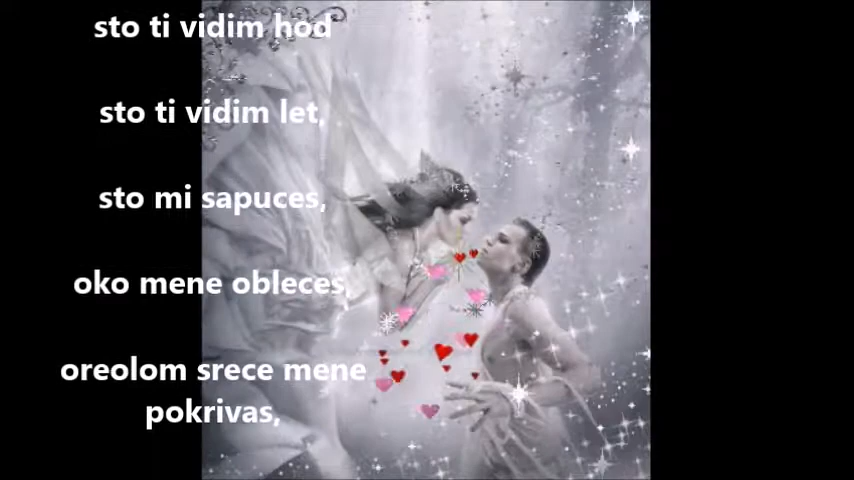 sto ti vidim hod
sto ti vidim let,
sto mi sapuces,
oko mene obleces,
oreolom srece mene
pokrivas,